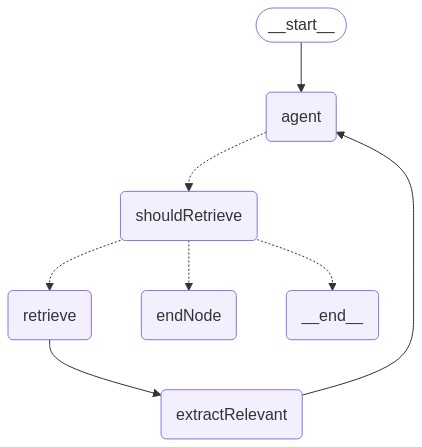 __start__
agent
shouldRetrieve
retrieve
endNode
__end__
extractRelevant